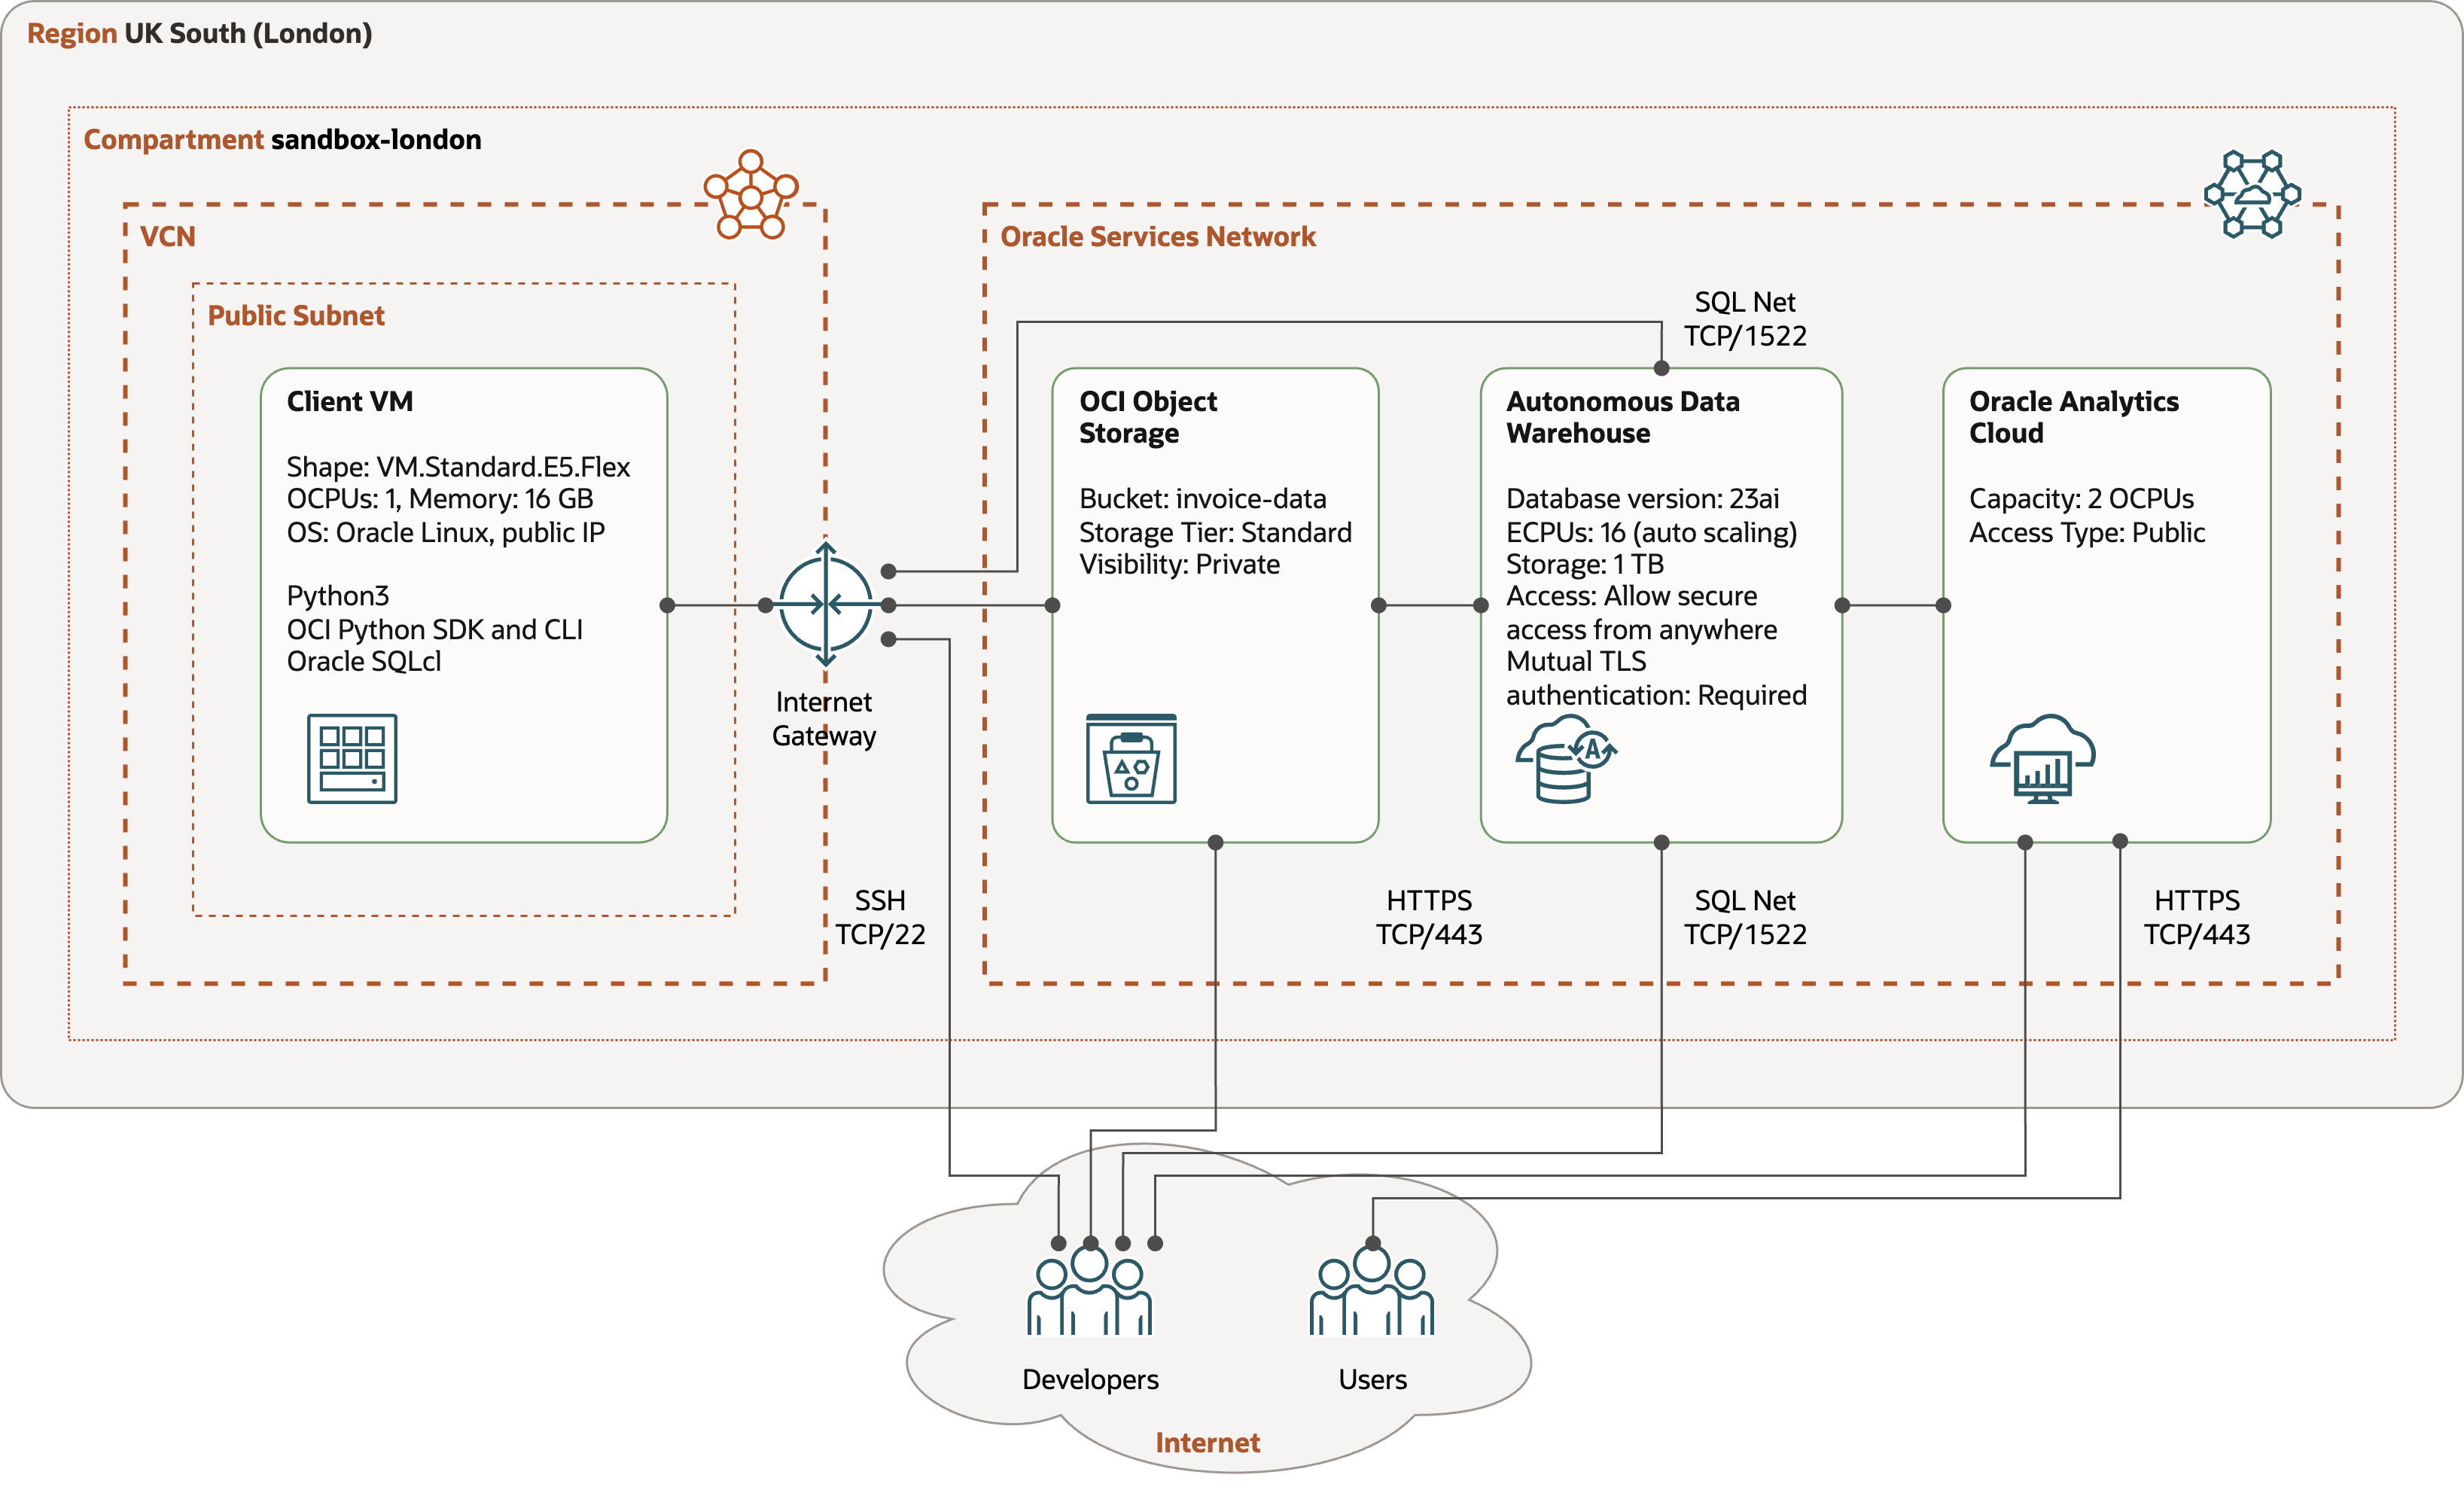 Region UK South (London)
Compartment sandbox-london
VCN
Public Subnet
Client VM
Shape: VM.Standard.E5.Flex
OCPUs: 1, Memory: 16 GB
OS: Oracle Linux, public IP
Python3
OCI Python SDK and CLI
Oracle SQLcl
Internet
Gateway
SSH
TCP/22
Oracle Services Network
SQL Net
TCP/1522
OCI Object
Storage
Bucket: invoice-data
Storage Tier: Standard
Visibility: Private
Autonomous Data
Warehouse
Database version: 23ai
ECPUs: 16 (auto scaling)
Storage: 1 TB
Access: Allow secure
access from anywhere
Mutual TLS
authentication: Required
A
Oracle Analytics
Cloud
Capacity: 2 OCPUs
Access Type: Public
HTTPS
TCP/443
SQL Net
TCP/1522
HTTPS
TCP/443
Developers
Users
Internet